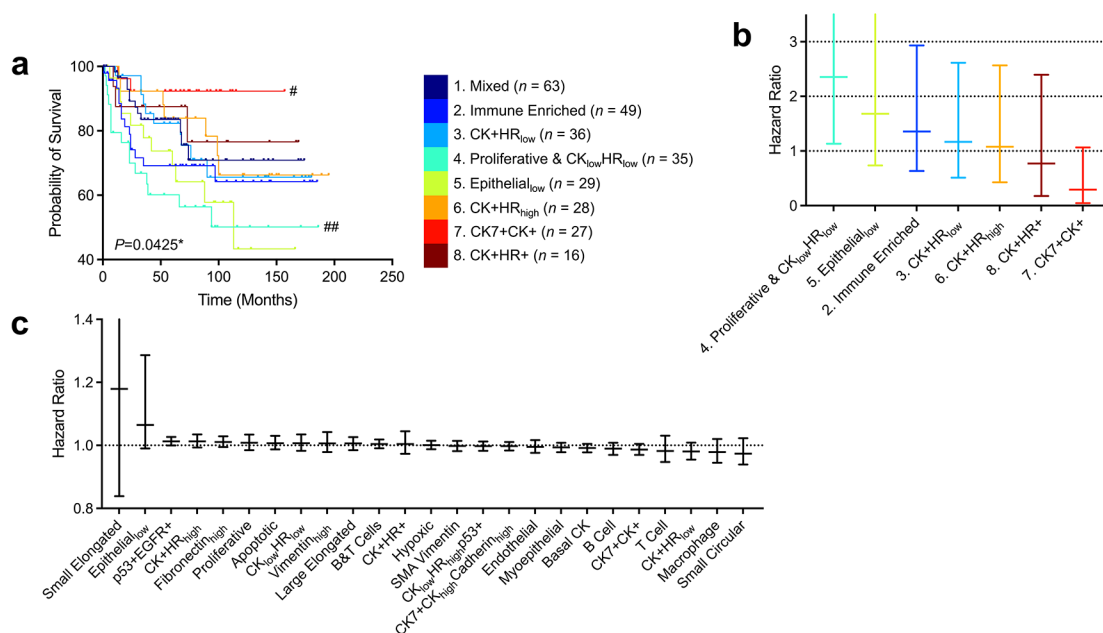 a
Probability of Survival
100
80
60
40
0
50
100
150
200
250
Time (Months)
P=0.0425*
#
##
1. Mixed (n = 63)
2. Immune Enriched (n = 49)
3. CK+HRlow (n = 36)
4. Proliferative & CKlowHRlow (n = 35)
5. Epitheliallow (n = 29)
6. CK+HRhigh (n = 28)
7. CK7+CK+ (n = 27)
8. CK+HR+ (n = 16)
b
Hazard Ratio
3
2
1
0
4. Proliferative & CKlowHRlow
5. Epitheliallow
2. Immune Enriched
3. CK+HRlow
6. CK+HRhigh
8. CK+HR+
7. CK7+CK+
c
Hazard Ratio
1.4
1.2
1.0
0.8
Small Elongated
Epitheliallow
p53+EGFR+
CK+HRhigh
Fibronectinhigh
Proliferative
Apoptotic
CKlowHRlow
Vimentinhigh
Large Elongated
B&T Cells
CK+HR+
Hypoxic
SMA Vimentin
CKlowHRhighp53+
CK7+CKhighCadherinhigh
Endothelial
Myoepithelial
Basal CK
B Cell
CK7+CK+
T Cell
CK+HRlow
Macrophage
Small Circular